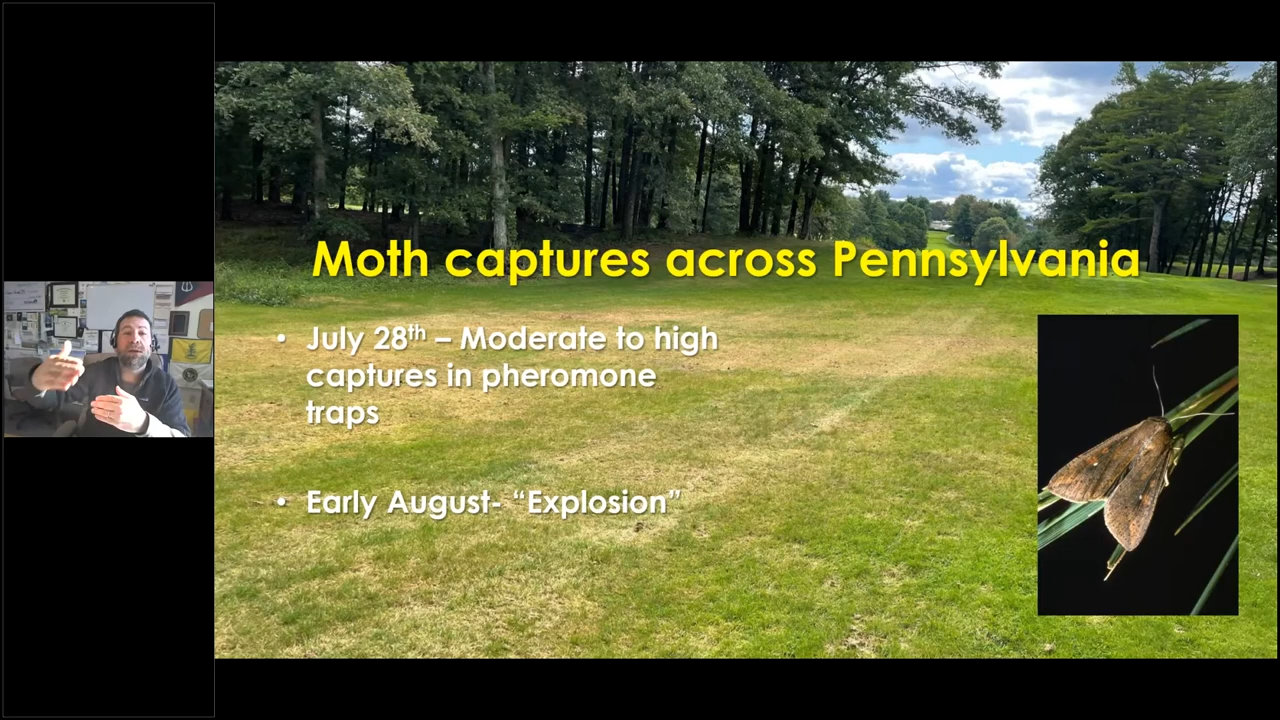 Moth captures across Pennsylvania
• July 28th – Moderate to high
captures in pheromone
traps
• Early August- “Explosion”